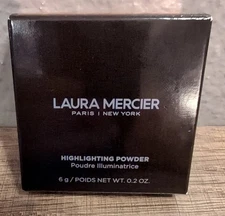 LAURA MERCIER
PARIS | NEW YORK
HIGHLIGHTING POWDER
Poudre Illuminatrice
6 g / POIDS NET WT. 0.2 OZ.